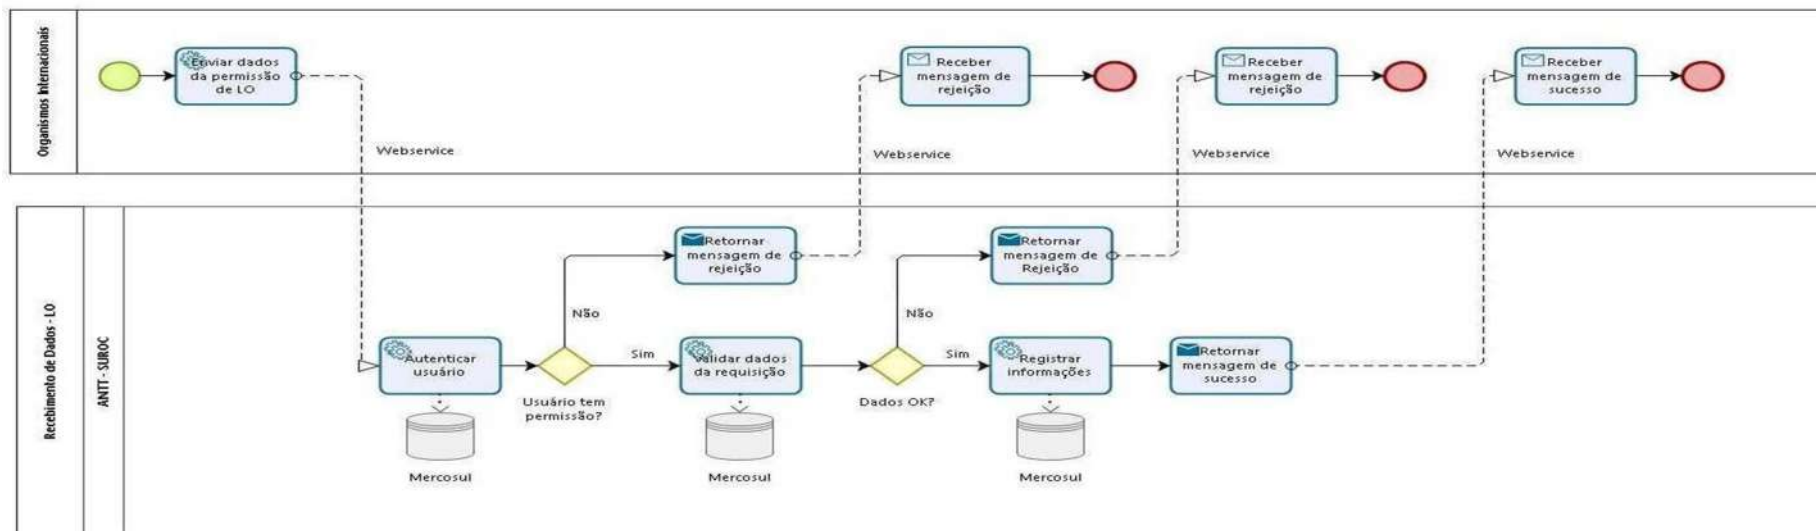 Organismos Internacionais
Enviar dados
da permissão
de LO
Webservice
Receber
mensagem de
rejeição
Webservice
Receber
mensagem de
rejeição
Webservice
Receber
mensagem de
sucesso
Webservice
Recebimento de Dados - LO
ANTT - SUROC
Autenticar
usuário
Mercosul
Usuário tem
permissão?
Não
Retornar
mensagem de
rejeição
Sim
Validar dados
da requisição
Mercosul
Dados OK?
Não
Retornar
mensagem de
Rejeição
Sim
Registrar
informações
Mercosul
Retornar
mensagem de
sucesso